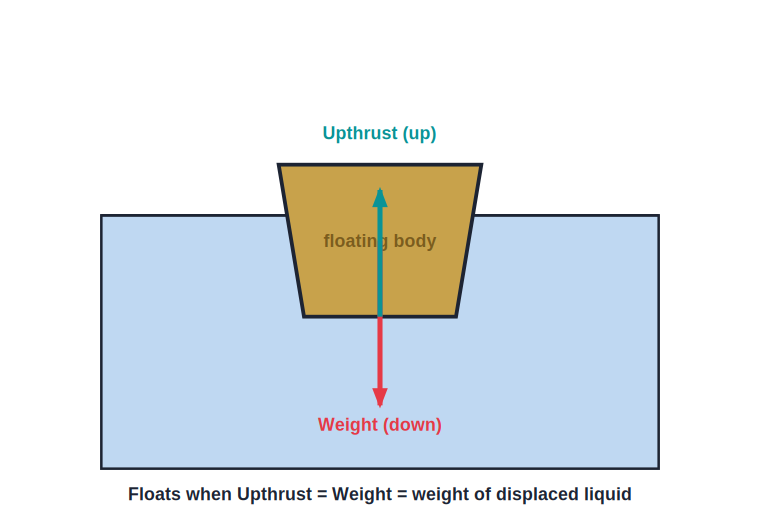 Upthrust (up)
floating body
Weight (down)
Floats when Upthrust = Weight = weight of displaced liquid